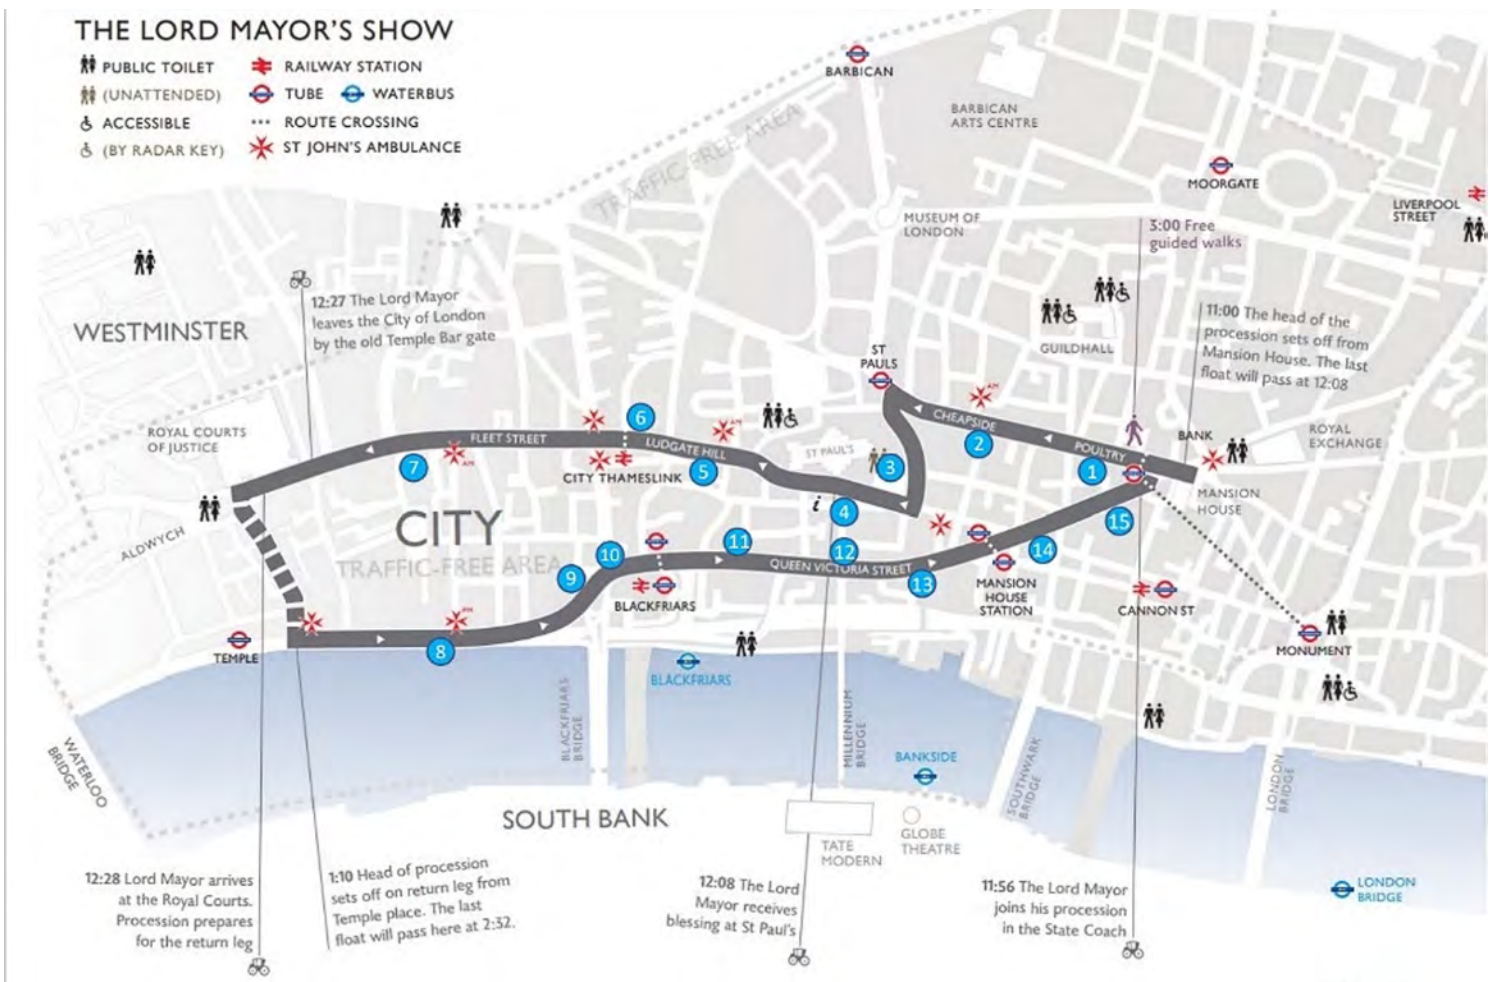 THE LORD MAYOR'S SHOW
PUBLIC TOILET
(UNATTENDED)
ACCESSIBLE
(BY RADAR KEY)
RAILWAY STATION
TUBE
WATERBUS
ROUTE CROSSING
ST JOHN'S AMBULANCE
BARBICAN
BARBICAN
ARTS CENTRE
TRAFFIC-FREE AREA
MOORGATE
LIVERPOOL
STREET
MUSEUM OF
LONDON
3:00 Free
guided walks
WESTMINSTER
12:27 The Lord Mayor
leaves the City of London
by the old Temple Bar gate
GUILDHALL
11:00 The head of the
procession sets off from
Mansion House. The last
float will pass at 12:08
ST
PAULS
AM
CHEAPSIDE
2
POULTRY
1
BANK
ROYAL
EXCHANGE
MANSION
HOUSE
ROYAL COURTS
OF JUSTICE
FLEET STREET
6
LUDGATE HILL
AM
ST PAUL'S
3
7
AM
CITY THAMESLINK
5
i
4
ALDWYCH
CITY
TRAFFIC-FREE AREA
15
9
10
11
12
QUEEN VICTORIA STREET
13
14
MANSION
HOUSE
STATION
CANNON ST
BLACKFRIARS
PM
8
TEMPLE
MONUMENT
BLACKFRIARS
WATERLOO
BRIDGE
BLACKFRIARS
BRIDGE
MILLENNIUM
BRIDGE
BANKSIDE
SOUTHWARK
BRIDGE
LONDON
BRIDGE
SOUTH BANK
TATE
MODERN
GLOBE
THEATRE
LONDON
BRIDGE
12:28 Lord Mayor arrives
at the Royal Courts.
Procession prepares
for the return leg
1:10 Head of procession
sets off on return leg from
Temple place. The last
float will pass here at 2:32.
12:08 The Lord
Mayor receives
blessing at St Paul's
11:56 The Lord Mayor
joins his procession
in the State Coach